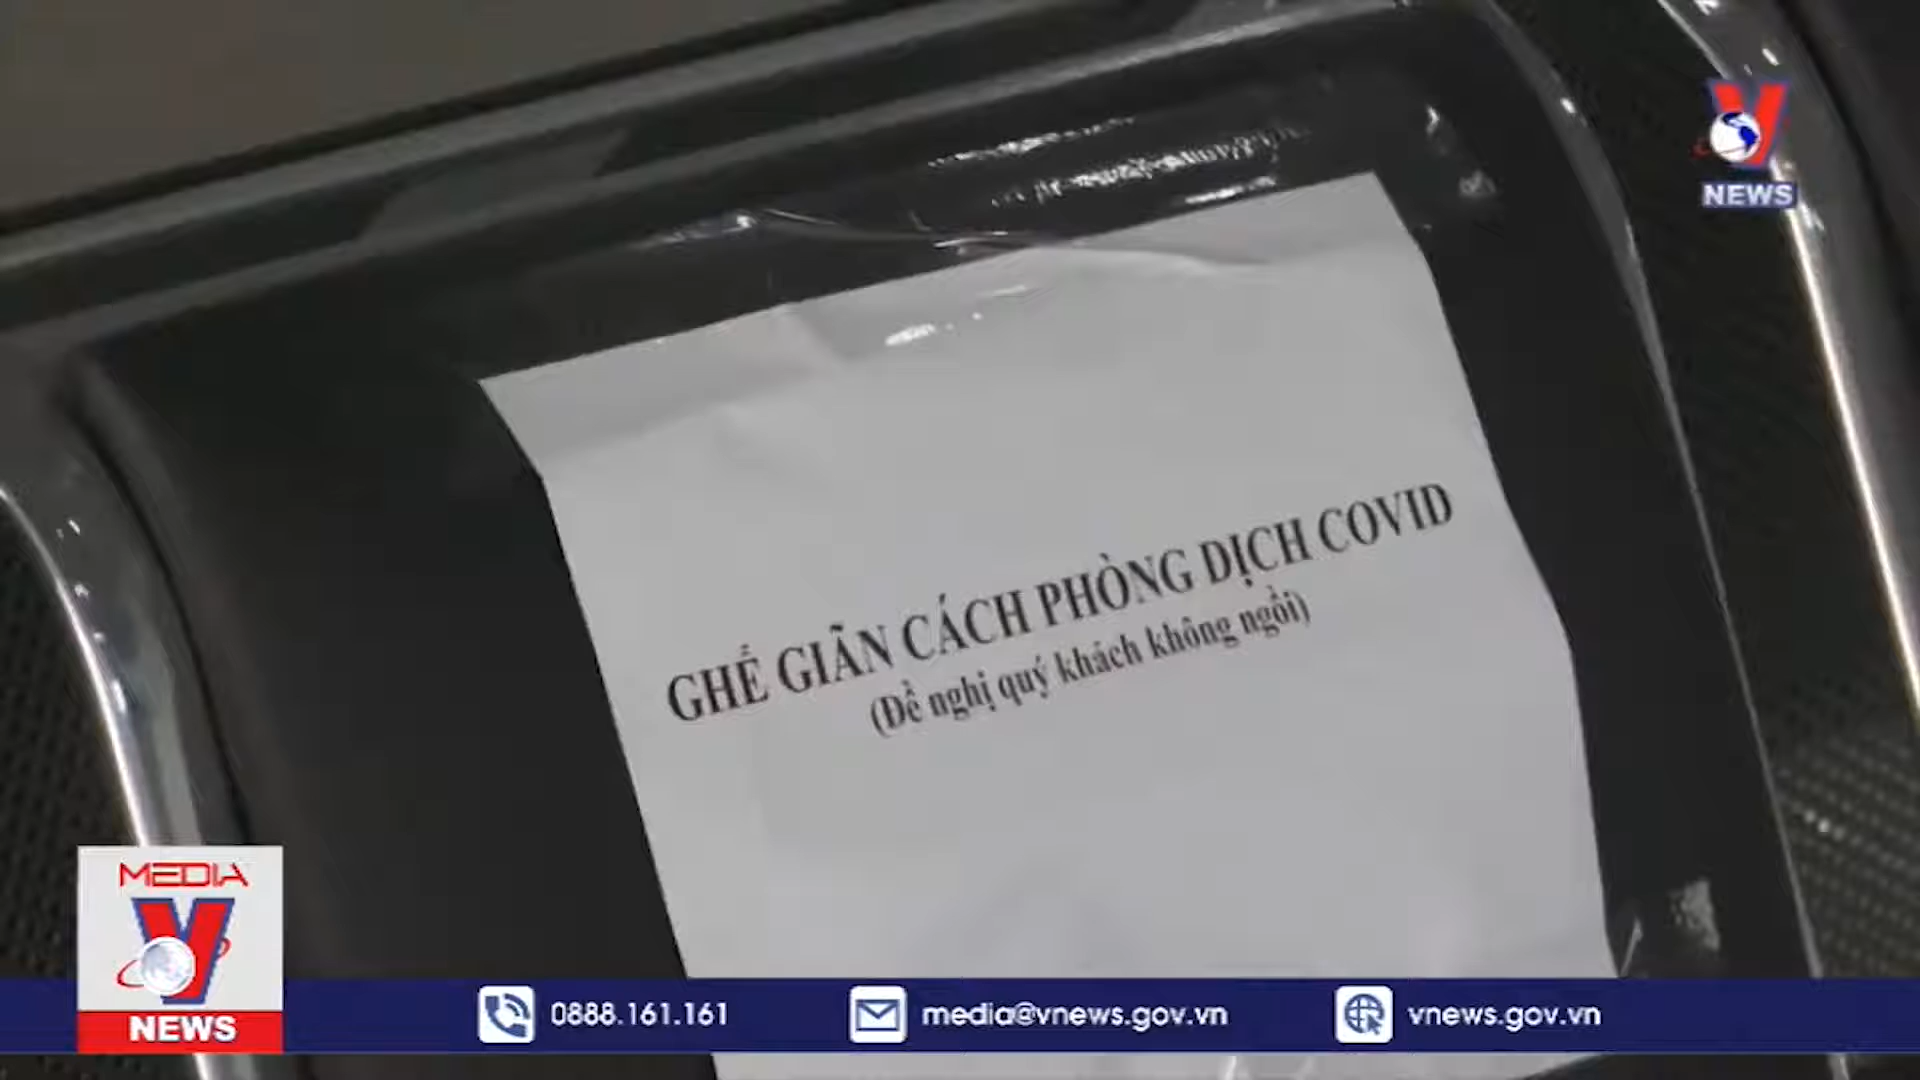 NEWS
GHẾ GIÃN CÁCH PHÒNG DỊCH COVID
(Đề nghị quý khách không ngồi)
MEDIA
NEWS
0888.161.161
media@vnews.gov.vn
vnews.gov.vn